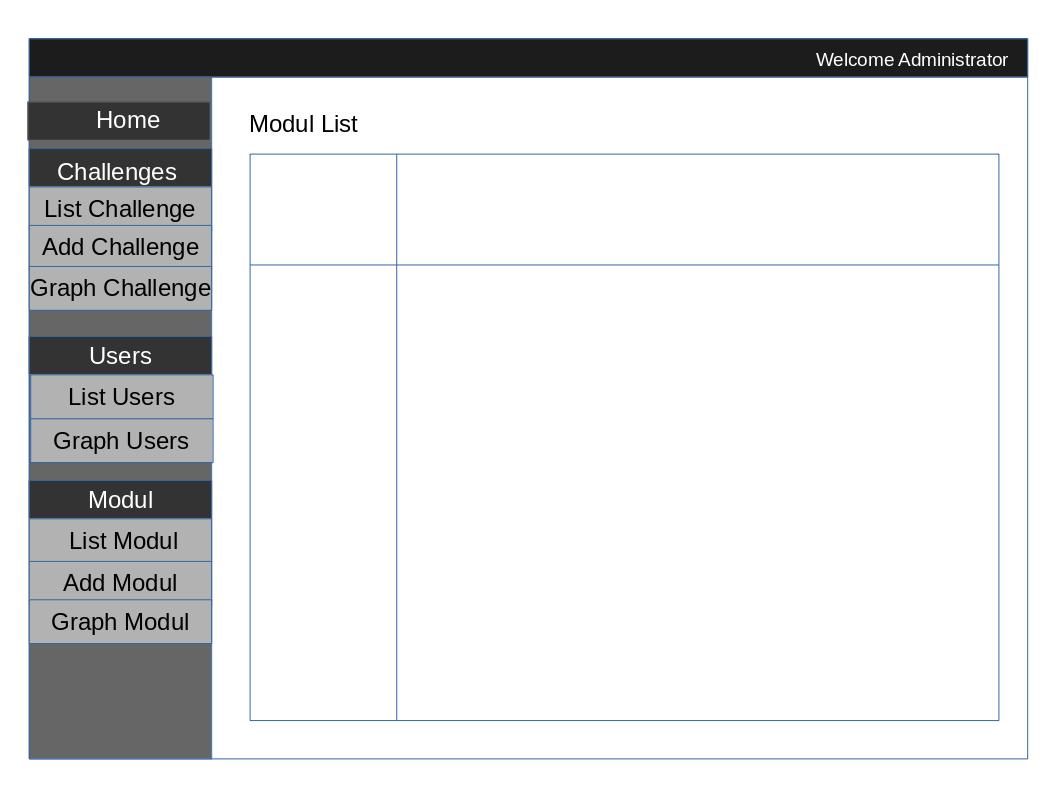 Welcome Administrator
Home
Challenges
List Challenge
Add Challenge
Graph Challenge
Users
List Users
Graph Users
Modul
List Modul
Add Modul
Graph Modul
Modul List